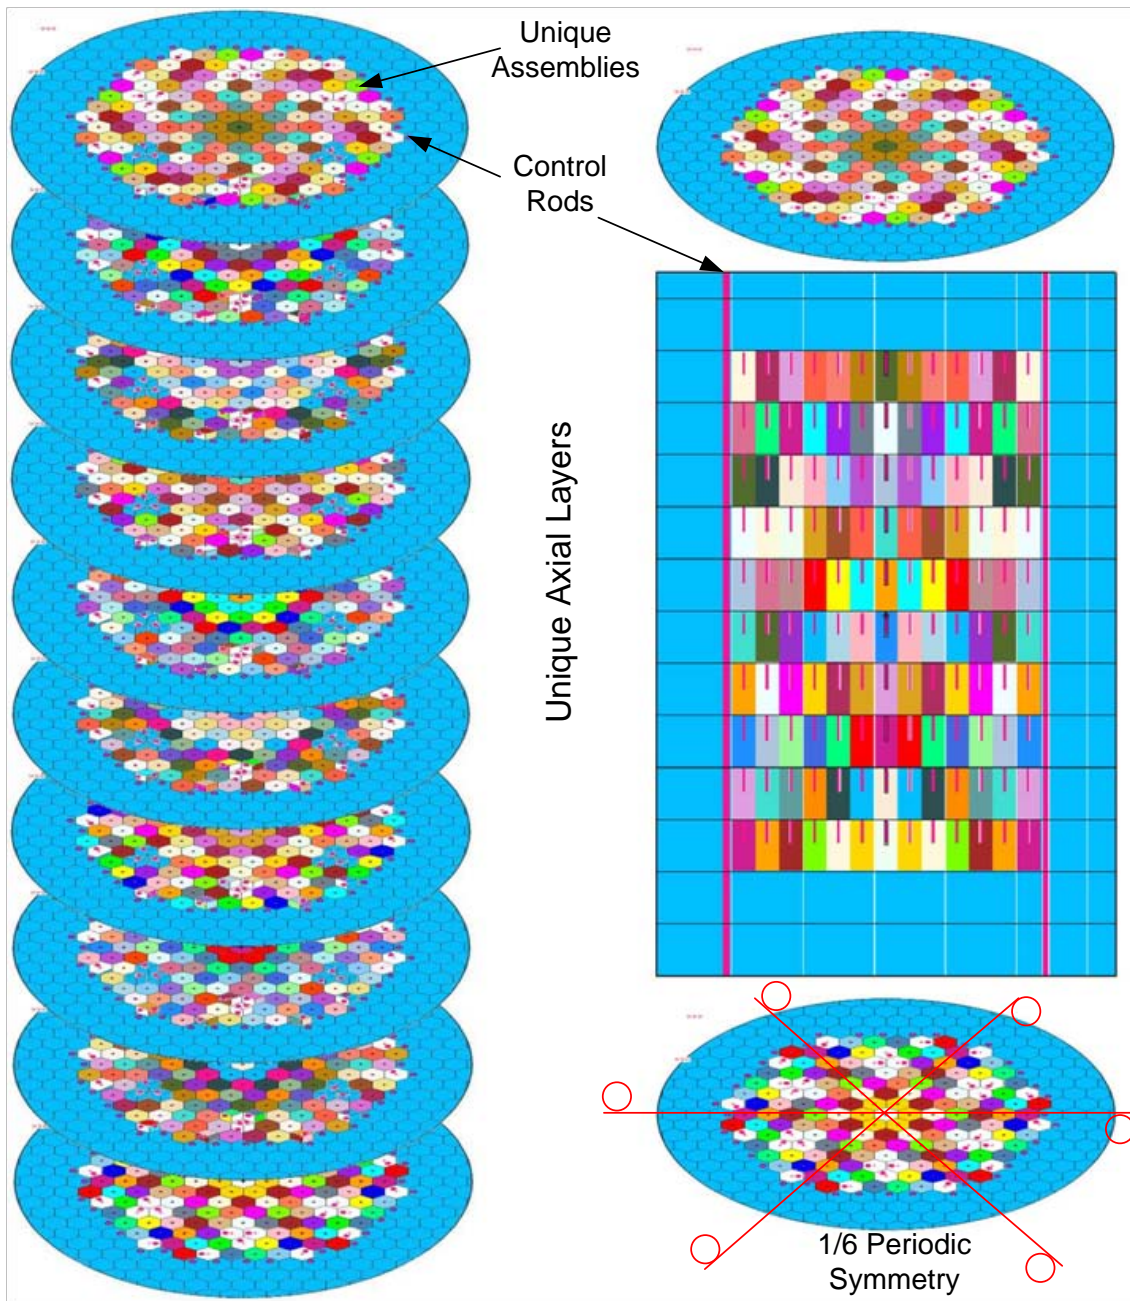 Unique
Assemblies
Control
Rods
Unique Axial Layers
1/6 Periodic
Symmetry